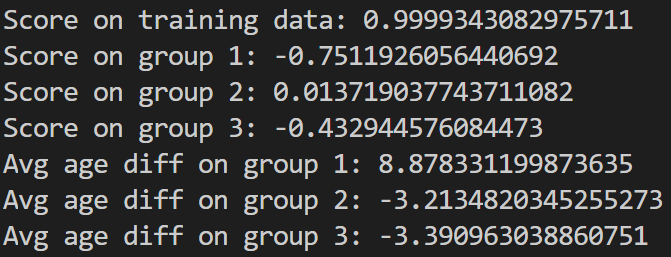 Score on training data: 0.9999343082975711
Score on group 1: -0.7511926056440692
Score on group 2: 0.013719037743711082
Score on group 3: -0.432944576084473
Avg age diff on group 1: 8.878331199873635
Avg age diff on group 2: -3.2134820345255273
Avg age diff on group 3: -3.390963038860751